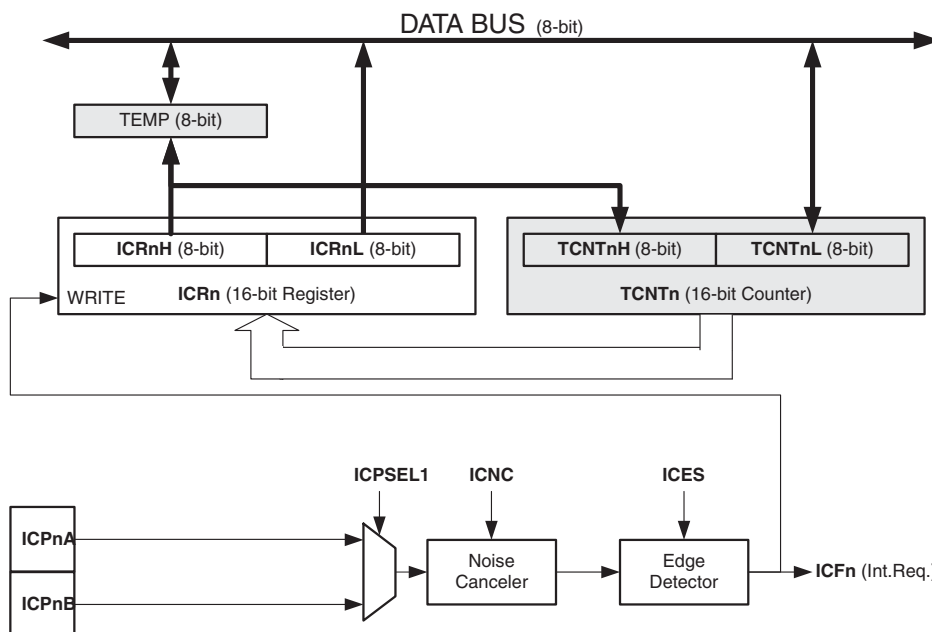 DATA BUS (8-bit)
TEMP (8-bit)
ICRnH (8-bit)
ICRnL (8-bit)
TCNTnH (8-bit)
TCNTnL (8-bit)
WRITE
ICRn (16-bit Register)
TCNTn (16-bit Counter)
ICPSEL1
ICNC
ICES
ICPnA
ICPnB
Noise
Canceler
Edge
Detector
ICFn (Int.Req.)